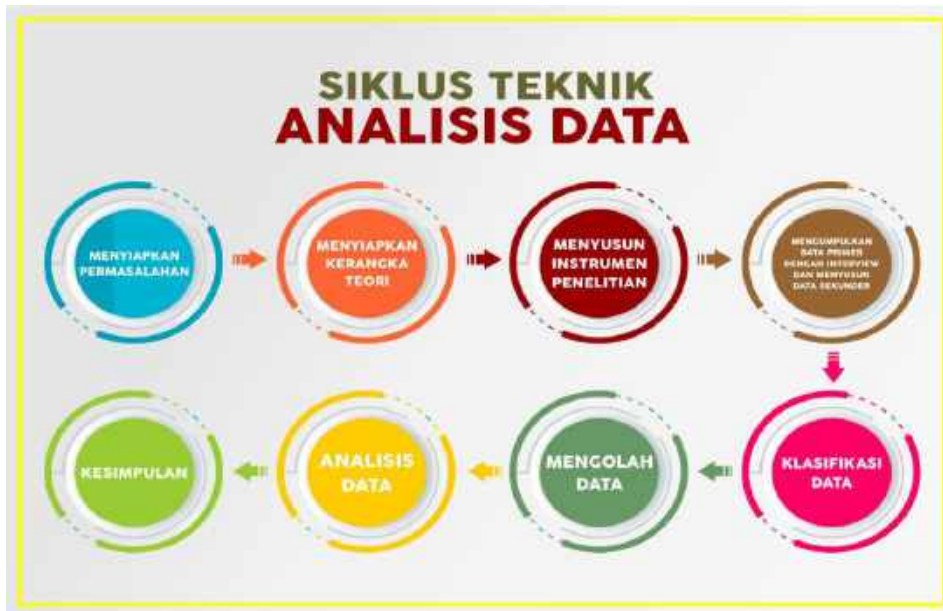 SIKLUS TEKNIK
ANALISIS DATA
MENYIAPKAN
PERMASALAHAN
MENYIAPKAN
KERANGKA
TEORI
MENYUSUN
INSTRUMEN
PENELITIAN
MENGUMPULKAN
DATA PRIMER
DENGAN INTERVIEW
DAN MENYUSUN
DATA SEKUNDER
KLASIFIKASI
DATA
MENGOLAH
DATA
ANALISIS
DATA
KESIMPULAN